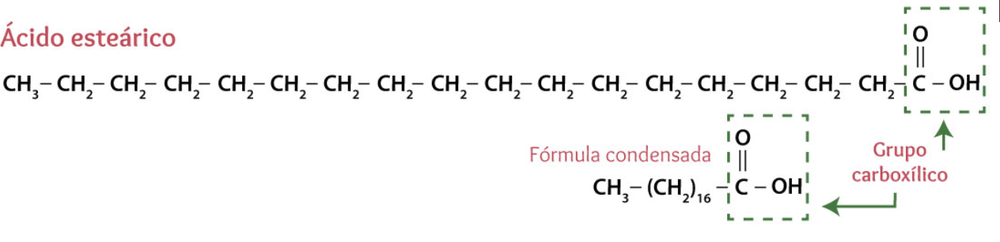 Ácido esteárico
O
||
CH₃– CH₂– CH₂– CH₂– CH₂– CH₂– CH₂– CH₂– CH₂– CH₂– CH₂– CH₂– CH₂– CH₂– CH₂– CH₂– CH₂– C – OH
Fórmula condensada
O
||
CH₃– (CH₂)₁₆ – C – OH
Grupo
carboxílico